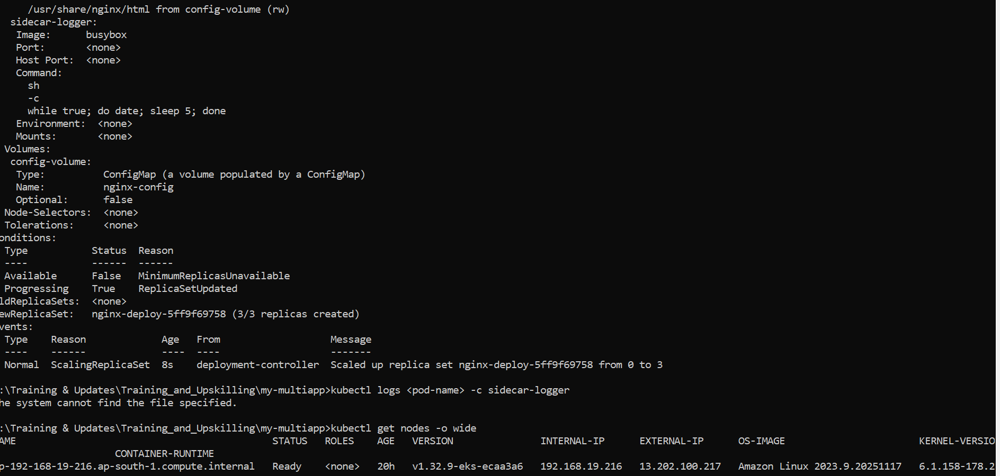 /usr/share/nginx/html from config-volume (rw)
sidecar-logger:
Image:      busybox
Port:       <none>
Host Port:  <none>
Command:
sh
-c
while true; do date; sleep 5; done
Environment:  <none>
Mounts:       <none>
Volumes:
config-volume:
Type:          ConfigMap (a volume populated by a ConfigMap)
Name:          nginx-config
Optional:      false
Node-Selectors:  <none>
Tolerations:     <none>
onditions:
Type           Status  Reason
----           ------  ------
Available      False   MinimumReplicasUnavailable
Progressing    True    ReplicaSetUpdated
ldReplicaSets:  <none>
ewReplicaSet:   nginx-deploy-5ff9f69758 (3/3 replicas created)
vents:
Type    Reason             Age   From                   Message
----    ------             ----  ----                   -------
Normal  ScalingReplicaSet  8s    deployment-controller  Scaled up replica set nginx-deploy-5ff9f69758 from 0 to 3
:\Training & Updates\Training_and_Upskilling\my-multiapp>kubectl logs <pod-name> -c sidecar-logger
he system cannot find the file specified.
:\Training & Updates\Training_and_Upskilling\my-multiapp>kubectl get nodes -o wide
AME                                            STATUS   ROLES    AGE   VERSION               INTERNAL-IP      EXTERNAL-IP      OS-IMAGE                       KERNEL-VERSIO
CONTAINER-RUNTIME
p-192-168-19-216.ap-south-1.compute.internal   Ready    <none>   20h   v1.32.9-eks-ecaa3a6   192.168.19.216   13.202.100.217   Amazon Linux 2023.9.20251117   6.1.158-178.2